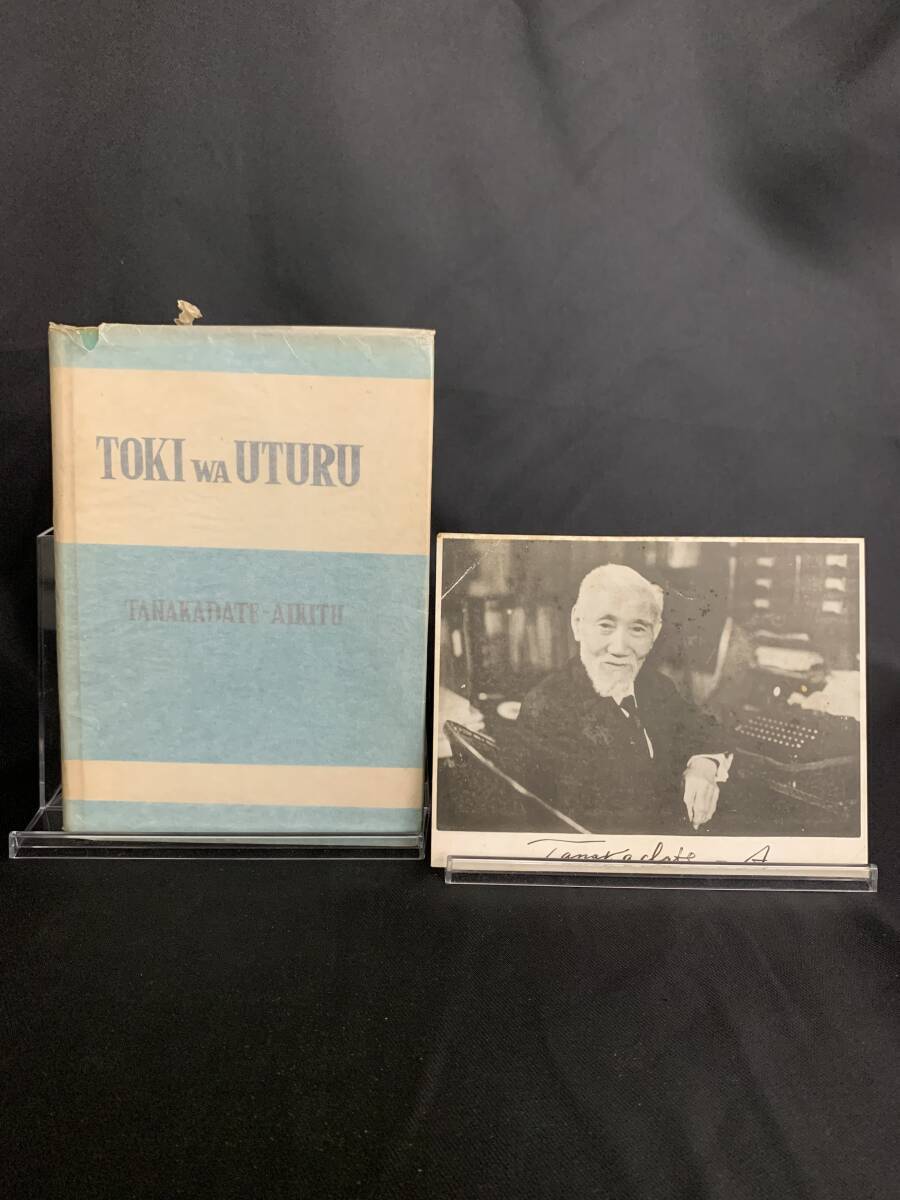 TOKI WA UTURU
TANAKADATE-AIKITU
Tanakadate - A